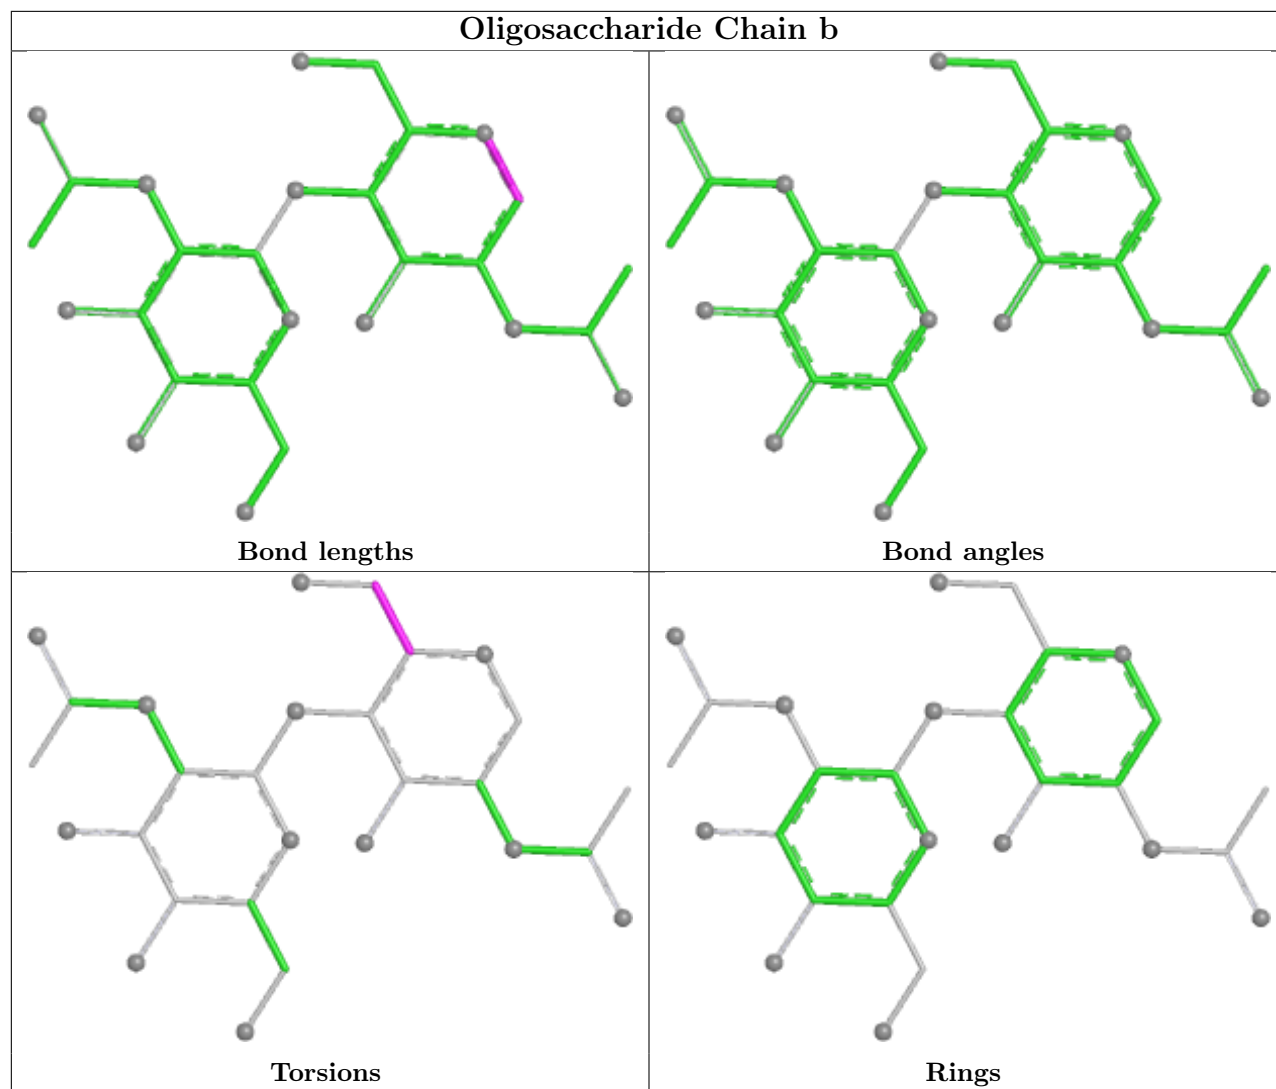 Oligosaccharide Chain b
Bond lengths
Bond angles
Torsions
Rings